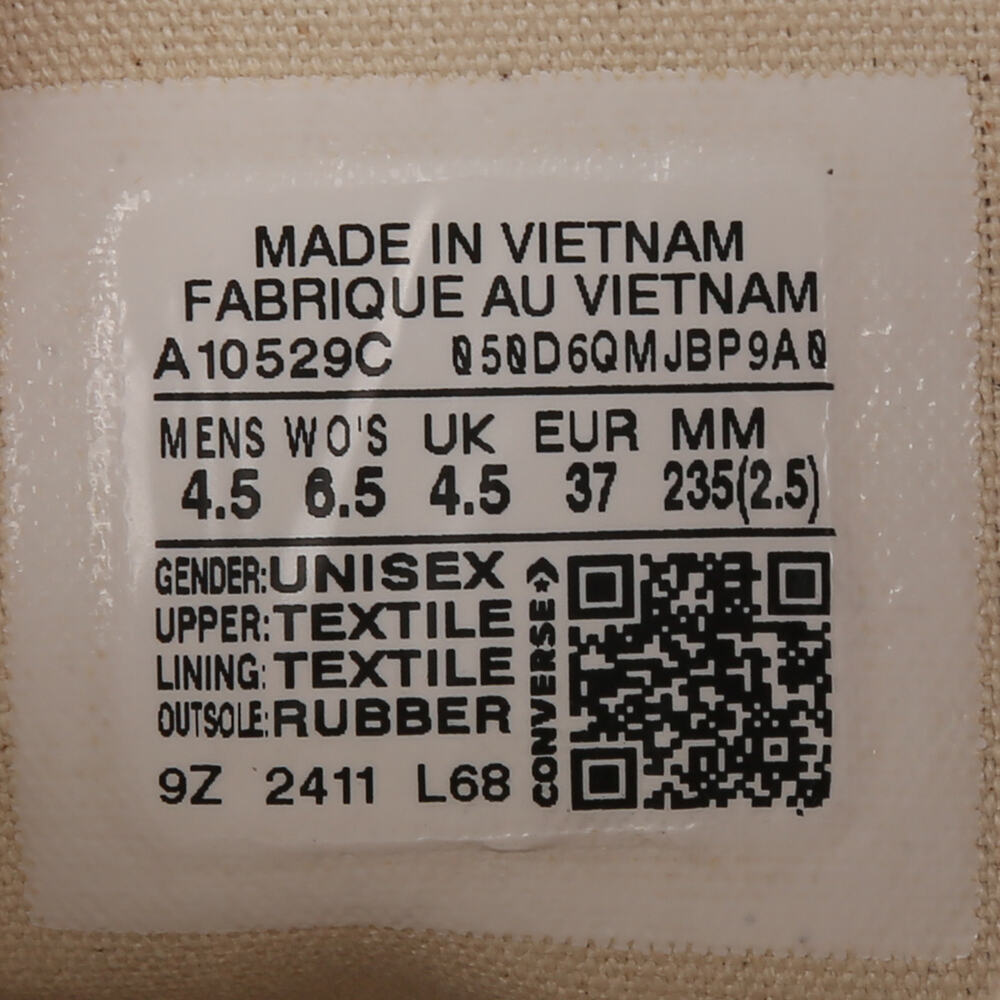 MADE IN VIETNAM
FABRIQUE AU VIETNAM
A10529C 050D6QMJBP9A0
MENS WO'S UK EUR MM
4.5 6.5 4.5 37 235(2.5)
GENDER:UNISEX
UPPER:TEXTILE
LINING:TEXTILE
OUTSOLE:RUBBER
9Z 2411 L68
CONVERSE